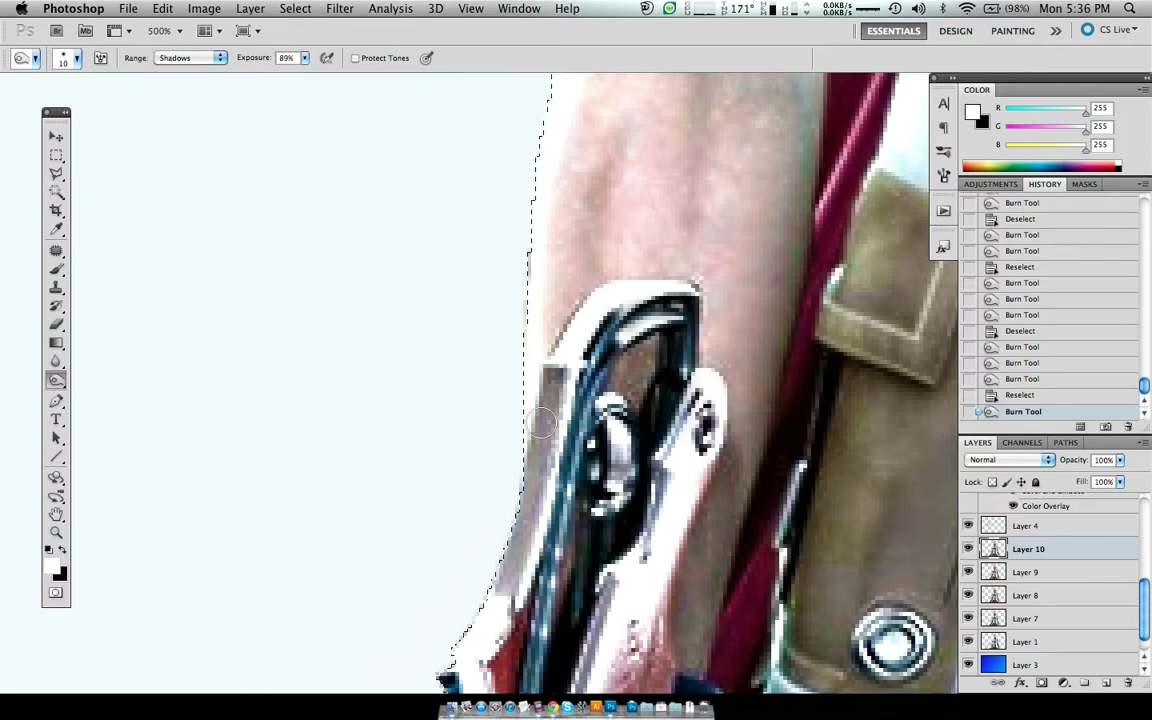 Photoshop File Edit Image Layer Select Filter Analysis 3D View Window Help 171° 0.0KB/s 0.0KB/s (98%) Mon 5:36 PM
Ps Br Mb 500% ESSENTIALS DESIGN PAINTING CS Live
10 Range: Shadows Exposure: 89% Protect Tones
COLOR
R 255
G 255
B 255
ADJUSTMENTS HISTORY MASKS
Burn Tool
Deselect
Burn Tool
Burn Tool
Reselect
Burn Tool
Burn Tool
Burn Tool
Deselect
Burn Tool
Burn Tool
Burn Tool
Reselect
Burn Tool
LAYERS CHANNELS PATHS
Normal Opacity: 100%
Lock: Fill: 100%
Color Overlay
Layer 4
Layer 10
Layer 9
Layer 8
Layer 7
Layer 1
Layer 3